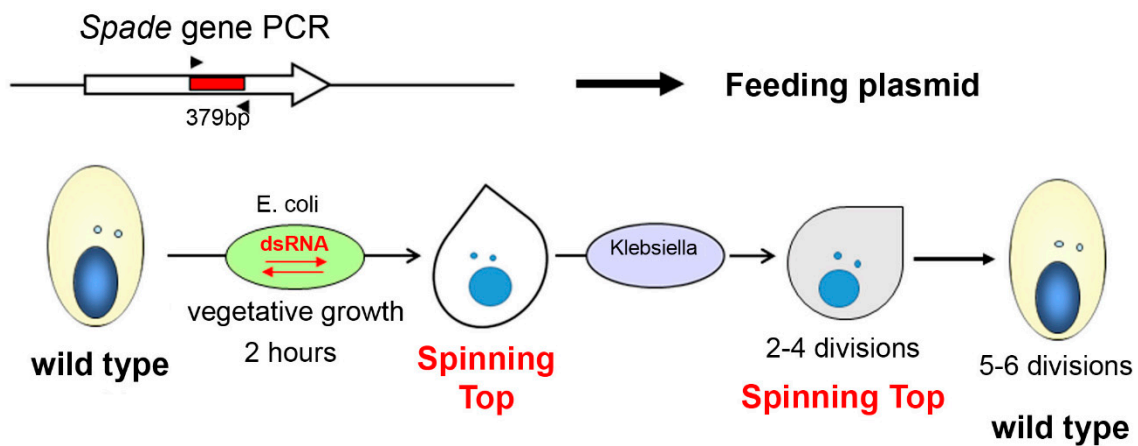 Spade gene PCR
379bp
Feeding plasmid
E. coli
dsRNA
Klebsiella
vegetative growth
2 hours
wild type
Spinning
Top
2-4 divisions
Spinning Top
5-6 divisions
wild type